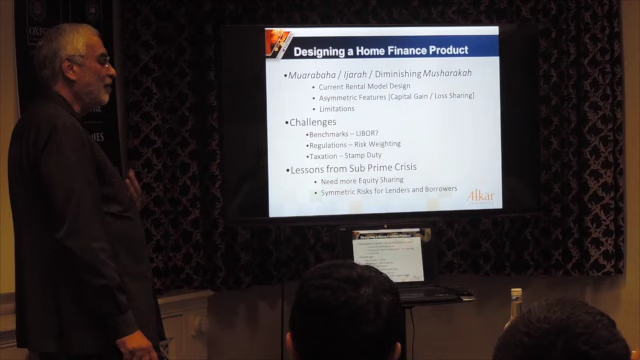 OXFO
Designing a Home Finance Product
•Muarabaha / Ijarah / Diminishing Musharakah
• Current Rental Model Design
• Asymmetric Features [Capital Gain / Loss Sharing]
• Limitations
•Challenges
•Benchmarks – LIBOR?
•Regulations – Risk Weighting
•Taxation – Stamp Duty
•Lessons from Sub Prime Crisis
• Need more Equity Sharing
• Symmetric Risks for Lenders and Borrowers
Alkar